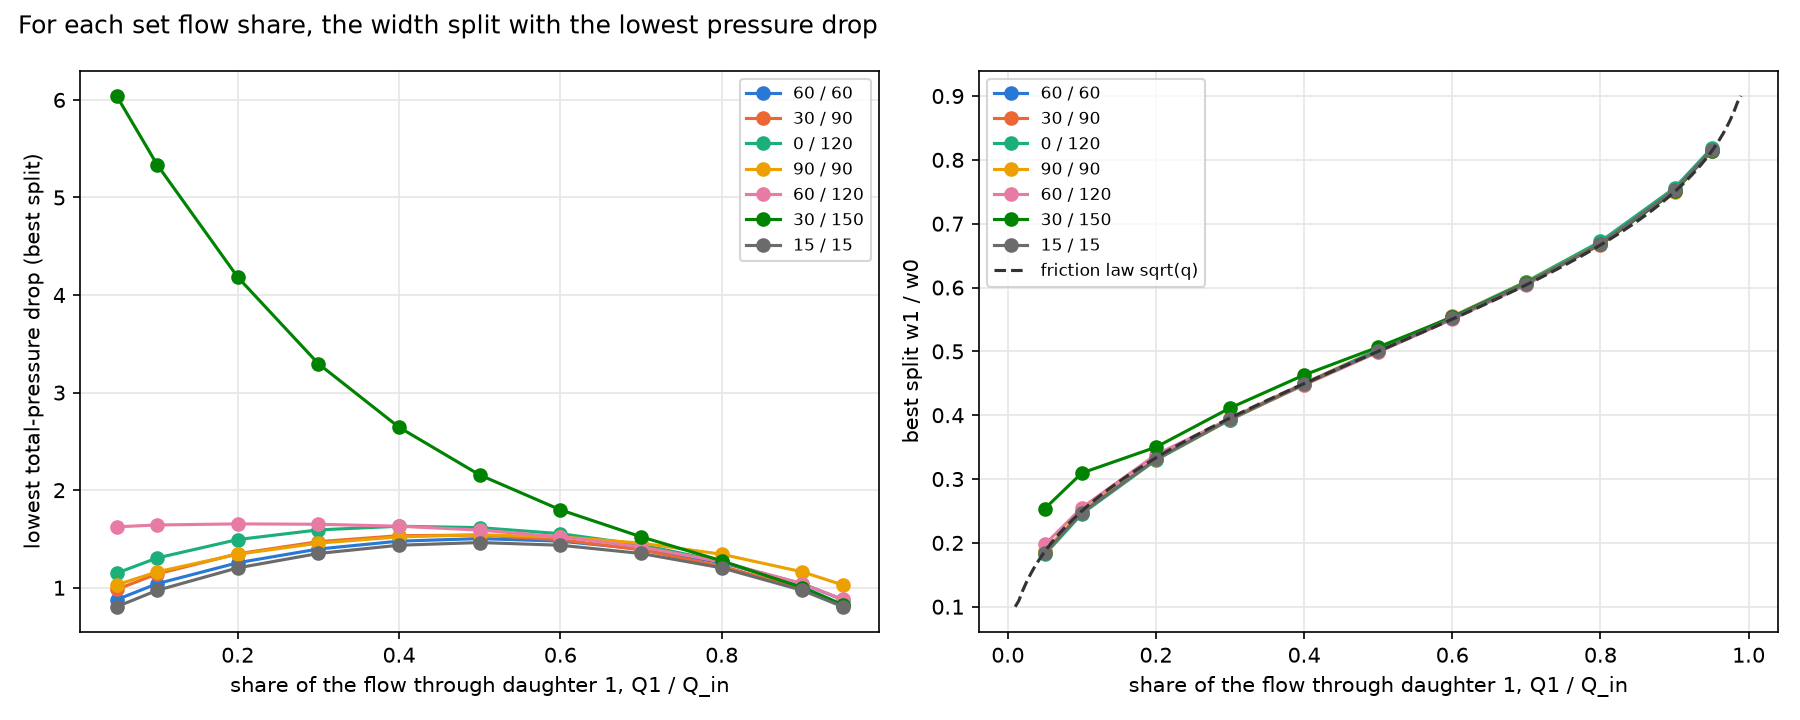 For each set flow share, the width split with the lowest pressure drop
lowest total-pressure drop (best split)
6
5
4
3
2
1
0.2
0.4
0.6
0.8
share of the flow through daughter 1, Q1 / Q_in
60 / 60
30 / 90
0 / 120
90 / 90
60 / 120
30 / 150
15 / 15
best split w1 / w0
0.9
0.8
0.7
0.6
0.5
0.4
0.3
0.2
0.1
0.0
0.2
0.4
0.6
0.8
1.0
share of the flow through daughter 1, Q1 / Q_in
60 / 60
30 / 90
0 / 120
90 / 90
60 / 120
30 / 150
15 / 15
friction law sqrt(q)